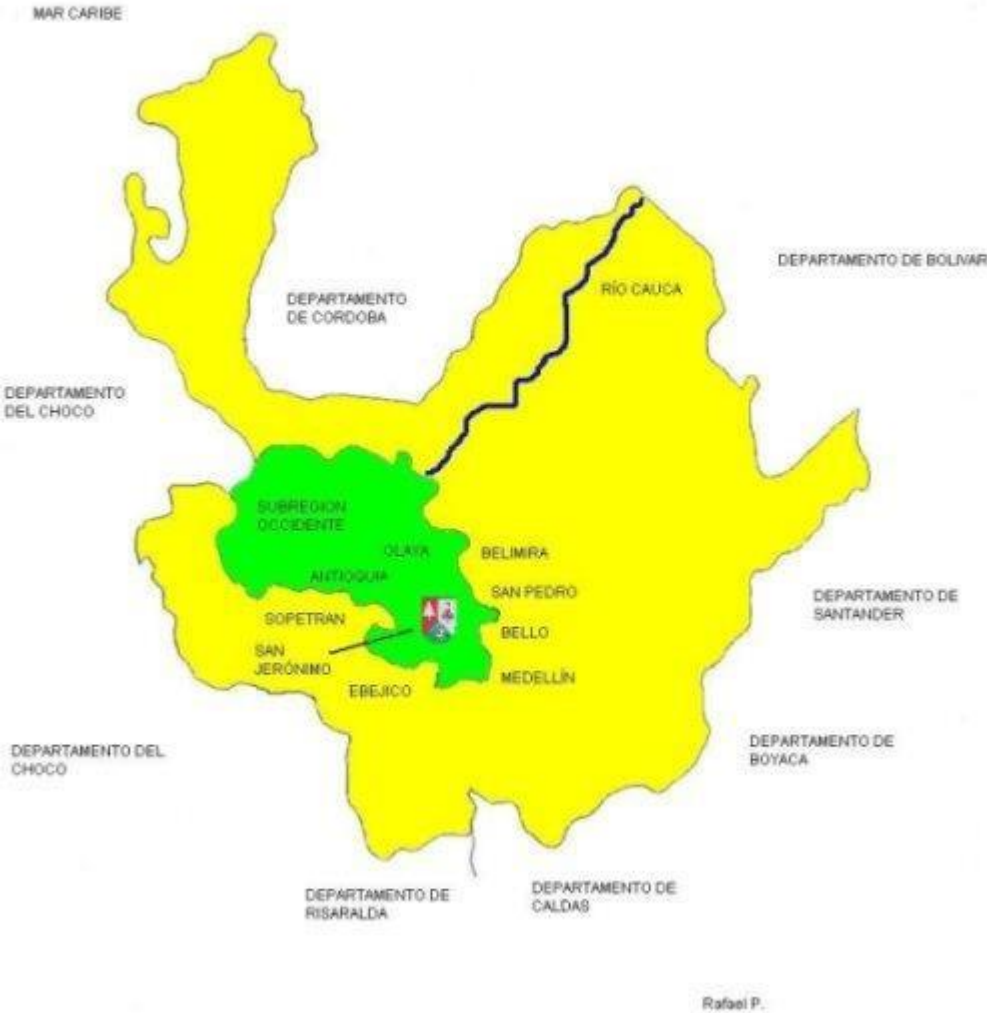 MAR CARIBE
DEPARTAMENTO DE BOLIVAR
RÍO CAUCA
DEPARTAMENTO
DE CORDOBA
DEPARTAMENTO
DEL CHOCO
SUBREGION
OCCIDENTE
OLAYA
BELIMIRA
ANTIOQUIA
SAN PEDRO
DEPARTAMENTO DE
SANTANDER
SOPETRAN
BELLO
SAN
JERÓNIMO
MEDELLÍN
EBEJICO
DEPARTAMENTO DEL
CHOCO
DEPARTAMENTO DE
BOYACA
DEPARTAMENTO DE
RISARALDA
DEPARTAMENTO DE
CALDAS
Rafael P.